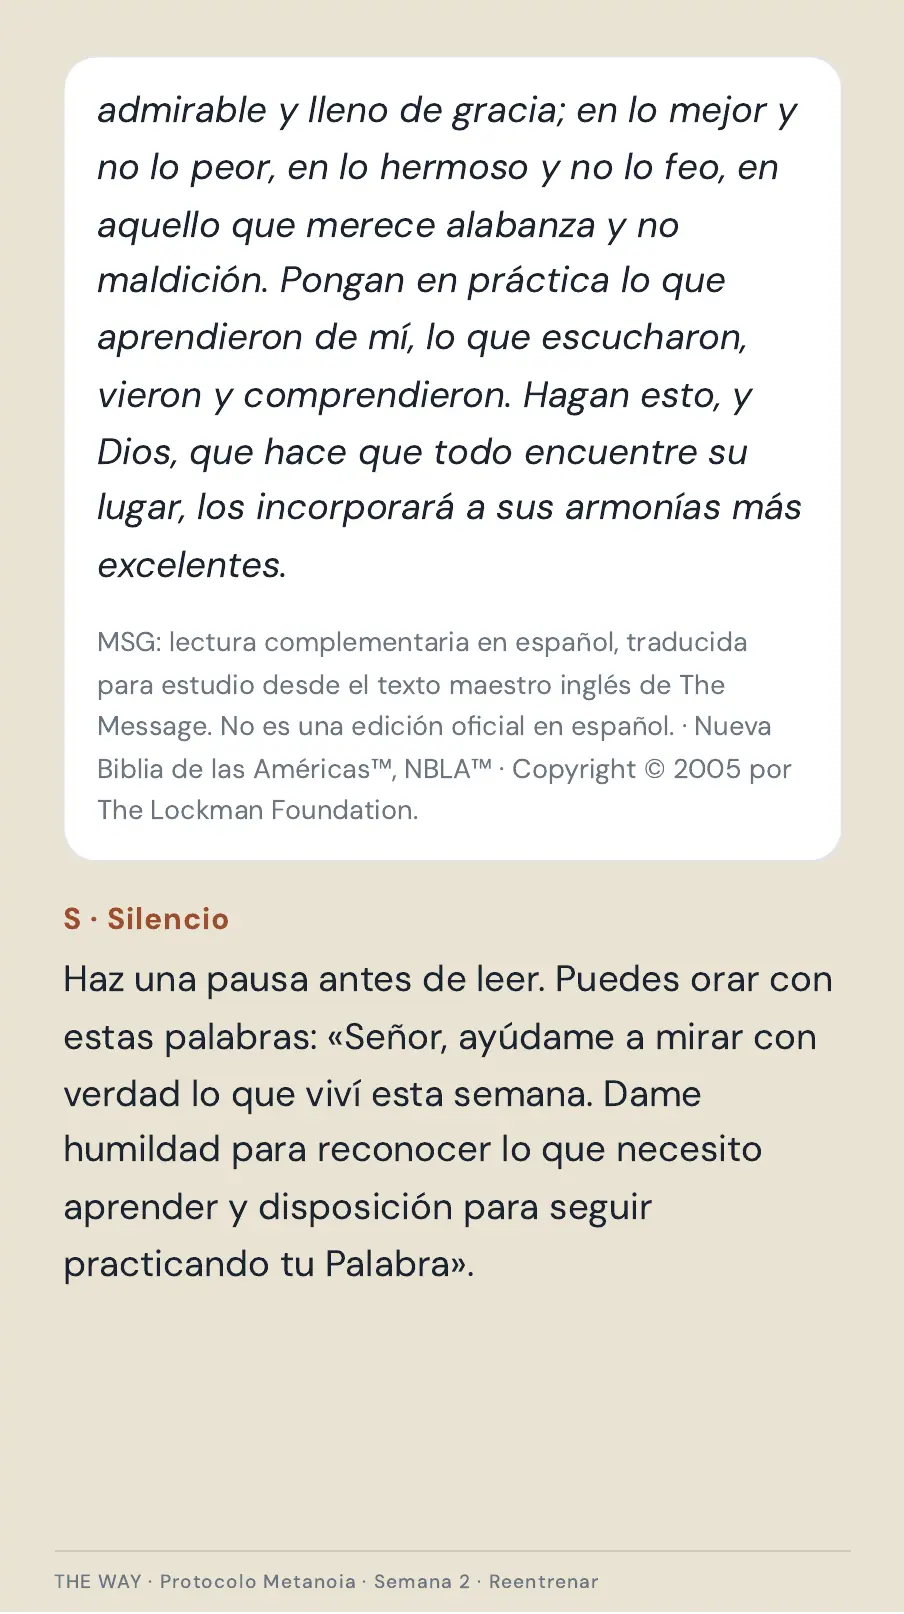 admirable y lleno de gracia; en lo mejor y
no lo peor, en lo hermoso y no lo feo, en
aquello que merece alabanza y no
maldición. Pongan en práctica lo que
aprendieron de mí, lo que escucharon,
vieron y comprendieron. Hagan esto, y
Dios, que hace que todo encuentre su
lugar, los incorporará a sus armonías más
excelentes.
MSG: lectura complementaria en español, traducida
para estudio desde el texto maestro inglés de The
Message. No es una edición oficial en español. · Nueva
Biblia de las Américas™, NBLA™ · Copyright © 2005 por
The Lockman Foundation.
S · Silencio
Haz una pausa antes de leer. Puedes orar con
estas palabras: «Señor, ayúdame a mirar con
verdad lo que viví esta semana. Dame
humildad para reconocer lo que necesito
aprender y disposición para seguir
practicando tu Palabra».
THE WAY · Protocolo Metanoia · Semana 2 · Reentrenar